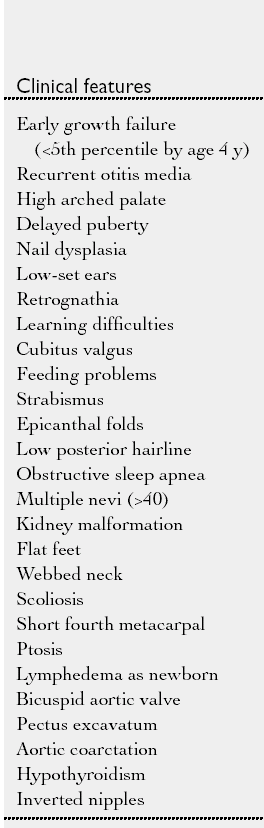 Clinical features
Early growth failure
(<5th percentile by age 4 y)
Recurrent otitis media
High arched palate
Delayed puberty
Nail dysplasia
Low-set ears
Retrognathia
Learning difficulties
Cubitus valgus
Feeding problems
Strabismus
Epicanthal folds
Low posterior hairline
Obstructive sleep apnea
Multiple nevi (>40)
Kidney malformation
Flat feet
Webbed neck
Scoliosis
Short fourth metacarpal
Ptosis
Lymphedema as newborn
Bicuspid aortic valve
Pectus excavatum
Aortic coarctation
Hypothyroidism
Inverted nipples